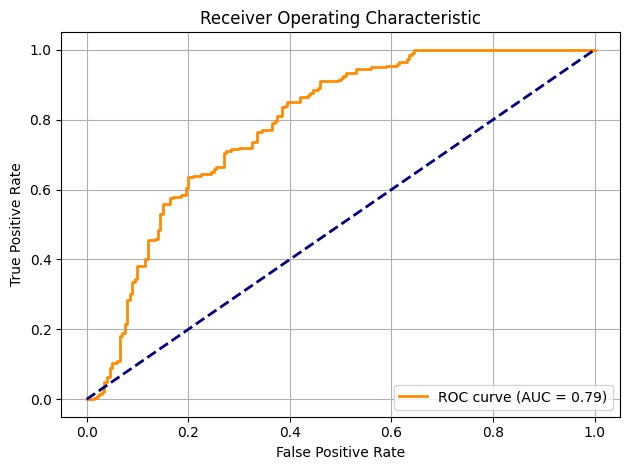 Receiver Operating Characteristic
True Positive Rate
1.0
0.8
0.6
0.4
0.2
0.0
0.0 0.2 0.4 0.6 0.8 1.0
False Positive Rate
ROC curve (AUC = 0.79)